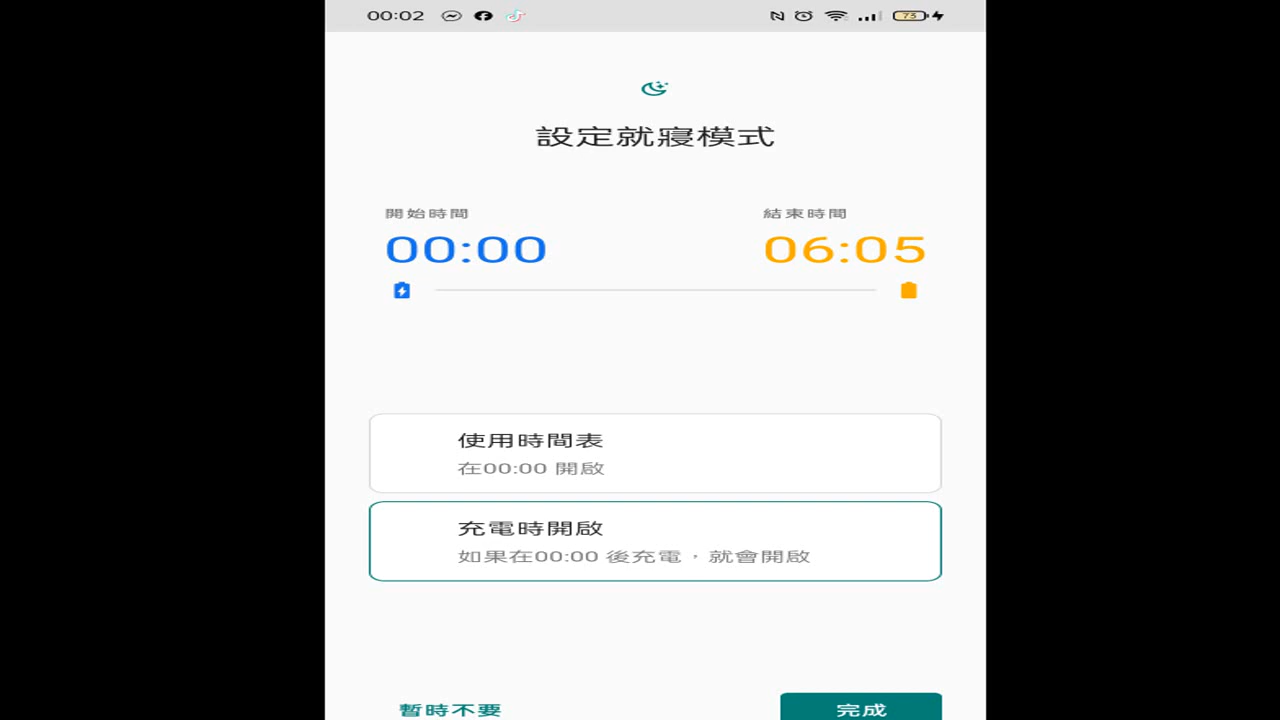 00:02
73
設定就寢模式
開始時間
結束時間
00:00
06:05
使用時間表
在00:00 開啟
充電時開啟
如果在00:00 後充電，就會開啟
暫時不要
完成